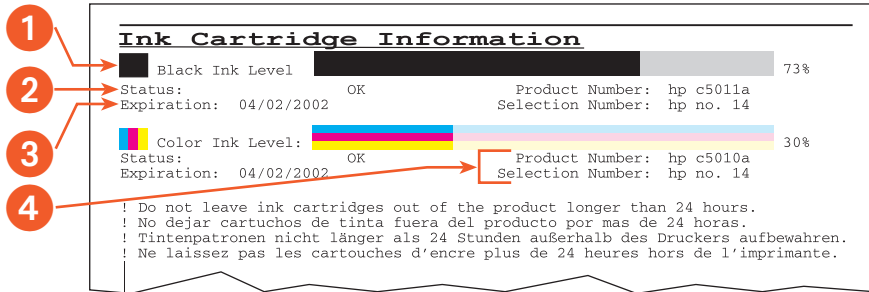 1
Ink Cartridge Information
Black Ink Level 73%
2
Status: OK Product Number: hp c5011a
Expiration: 04/02/2002 Selection Number: hp no. 14
3
Color Ink Level: 30%
Status: OK Product Number: hp c5010a
Expiration: 04/02/2002 Selection Number: hp no. 14
4
! Do not leave ink cartridges out of the product longer than 24 hours.
! No dejar cartuchos de tinta fuera del producto por mas de 24 horas.
! Tintenpatronen nicht länger als 24 Stunden außerhalb des Druckers aufbewahren.
! Ne laissez pas les cartouches d'encre plus de 24 heures hors de l'imprimante.